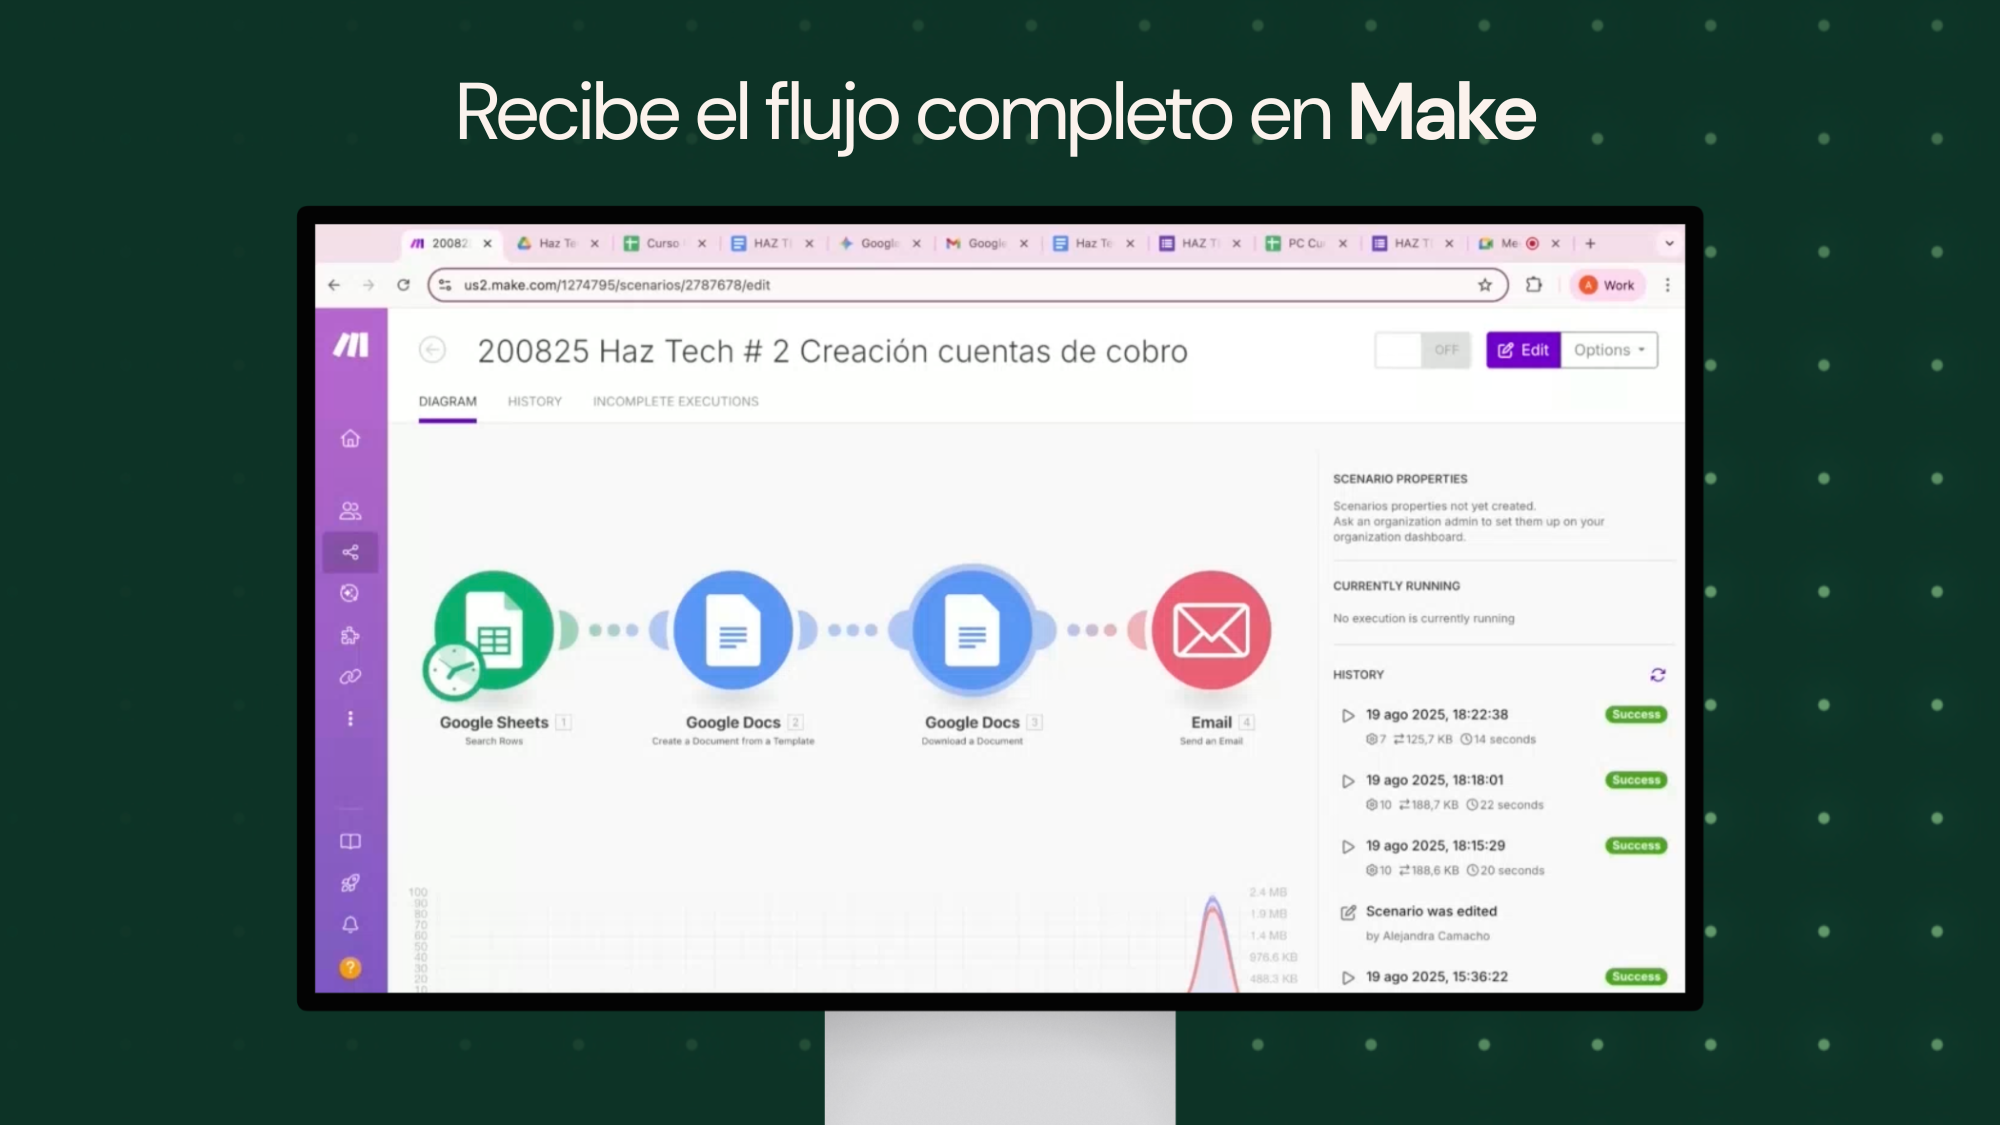 Recibe el flujo completo en Make
20082
Haz Te
Curso
HAZ T
Google
Google
Haz Te
HAZ T
PC Cu
HAZ T
Me
us2.make.com/1274795/scenarios/2787678/edit
Work
200825 Haz Tech # 2 Creación cuentas de cobro
OFF
Edit
Options
DIAGRAM
HISTORY
INCOMPLETE EXECUTIONS
Google Sheets 1
Search Rows
Google Docs 2
Create a Document from a Template
Google Docs 3
Download a Document
Email 4
Send an Email
SCENARIO PROPERTIES
Scenarios properties not yet created.
Ask an organization admin to set them up on your
organization dashboard.
CURRENTLY RUNNING
No execution is currently running
HISTORY
19 ago 2025, 18:22:38 Success
7 125,7 KB 14 seconds
19 ago 2025, 18:18:01 Success
10 188,7 KB 22 seconds
19 ago 2025, 18:15:29 Success
10 188,6 KB 20 seconds
Scenario was edited
by Alejandra Camacho
19 ago 2025, 15:36:22 Success
100
90
80
70
60
50
40
30
20
10
2.4 MB
1.9 MB
1.4 MB
976.6 KB
488.3 KB